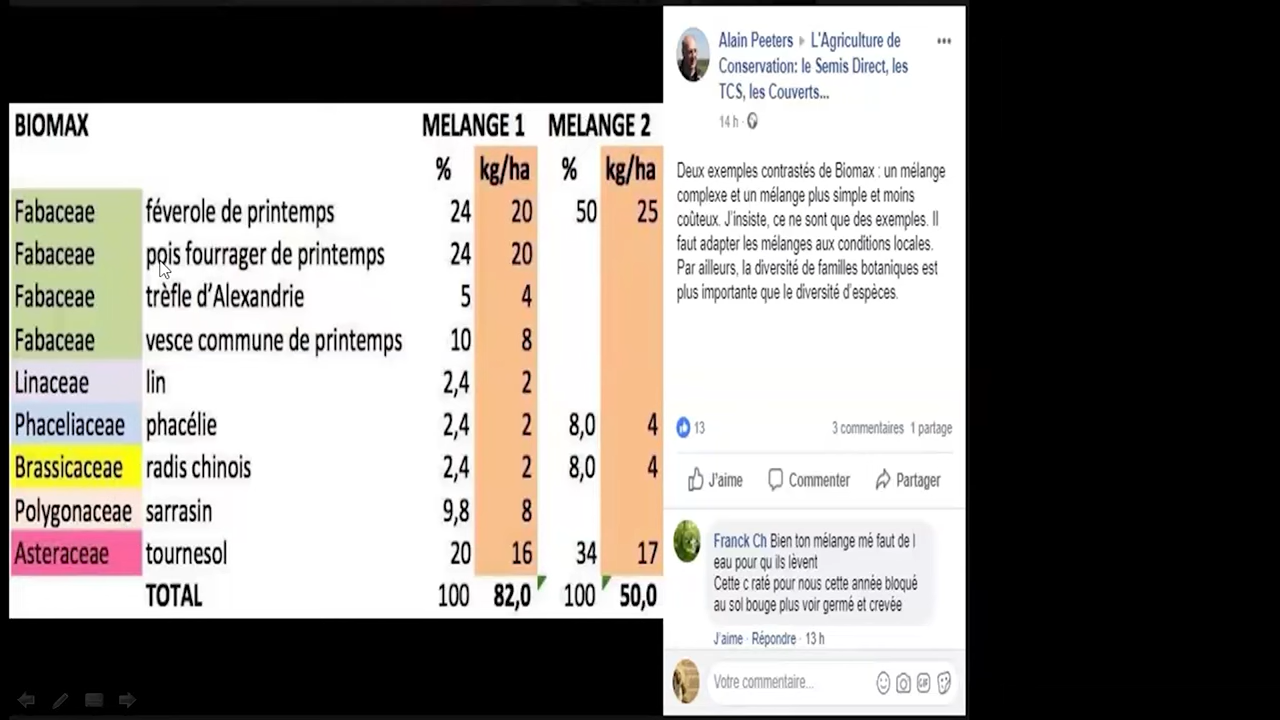 BIOMAX MELANGE 1 MELANGE 2
% kg/ha % kg/ha
Fabaceae féverole de printemps 24 20 50 25
Fabaceae pois fourrager de printemps 24 20
Fabaceae trèfle d'Alexandrie 5 4
Fabaceae vesce commune de printemps 10 8
Linaceae lin 2,4 2
Phaceliaceae phacélie 2,4 2 8,0 4
Brassicaceae radis chinois 2,4 2 8,0 4
Polygonaceae sarrasin 9,8 8
Asteraceae tournesol 20 16 34 17
TOTAL 100 82,0 100 50,0
Alain Peeters ▸ L'Agriculture de
Conservation: le Semis Direct, les
TCS, les Couverts...
14 h
Deux exemples contrastés de Biomax : un mélange
complexe et un mélange plus simple et moins
coûteux. J'insiste, ce ne sont que des exemples. Il
faut adapter les mélanges aux conditions locales.
Par ailleurs, la diversité de familles botaniques est
plus importante que le diversité d'espèces.
13 3 commentaires 1 partage
J'aime Commenter Partager
Franck Ch Bien ton mélange mé faut de l
eau pour qu ils lèvent
Cette c raté pour nous cette année bloqué
au sol bouge plus voir germé et crevée
J'aime · Répondre · 13 h
Votre commentaire... GIF